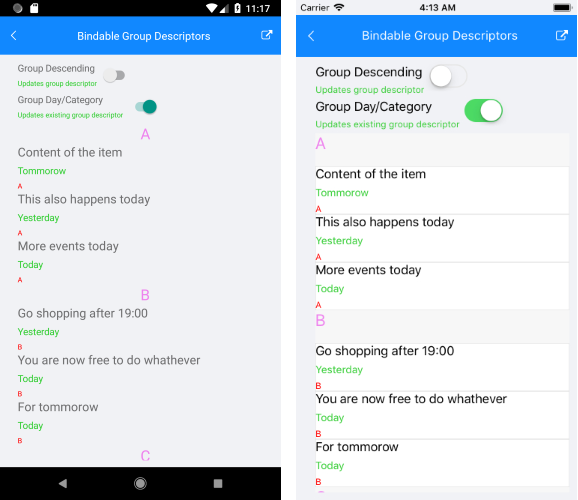 11:17
Bindable Group Descriptors
Group Descending
Updates group descriptor
Group Day/Category
Updates existing group descriptor
A
Content of the item
Tommorow
A
This also happens today
Yesterday
A
More events today
Today
A
B
Go shopping after 19:00
Yesterday
B
You are now free to do whathever
Today
B
For tommorow
Today
B
C
Carrier
4:13 AM
Bindable Group Descriptors
Group Descending
Updates group descriptor
Group Day/Category
Updates existing group descriptor
A
Content of the item
Tommorow
A
This also happens today
Yesterday
A
More events today
Today
A
B
Go shopping after 19:00
Yesterday
B
You are now free to do whathever
Today
B
For tommorow
Today
B